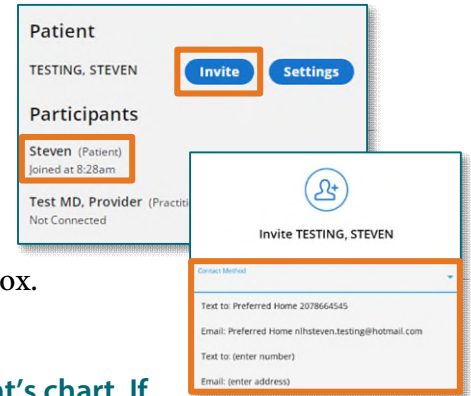 Patient
TESTING, STEVEN Invite Settings
Participants
Steven (Patient)
Joined at 8:28am
Test MD, Provider
Not Connected
Invite TESTING, STEVEN
Contact Method
Text to: Preferred Home 2078664545
Email: Preferred Home nlhsteven.testing@hotmail.com
Text to: (enter number)
Email: (enter address)
ox.
t's chart. If